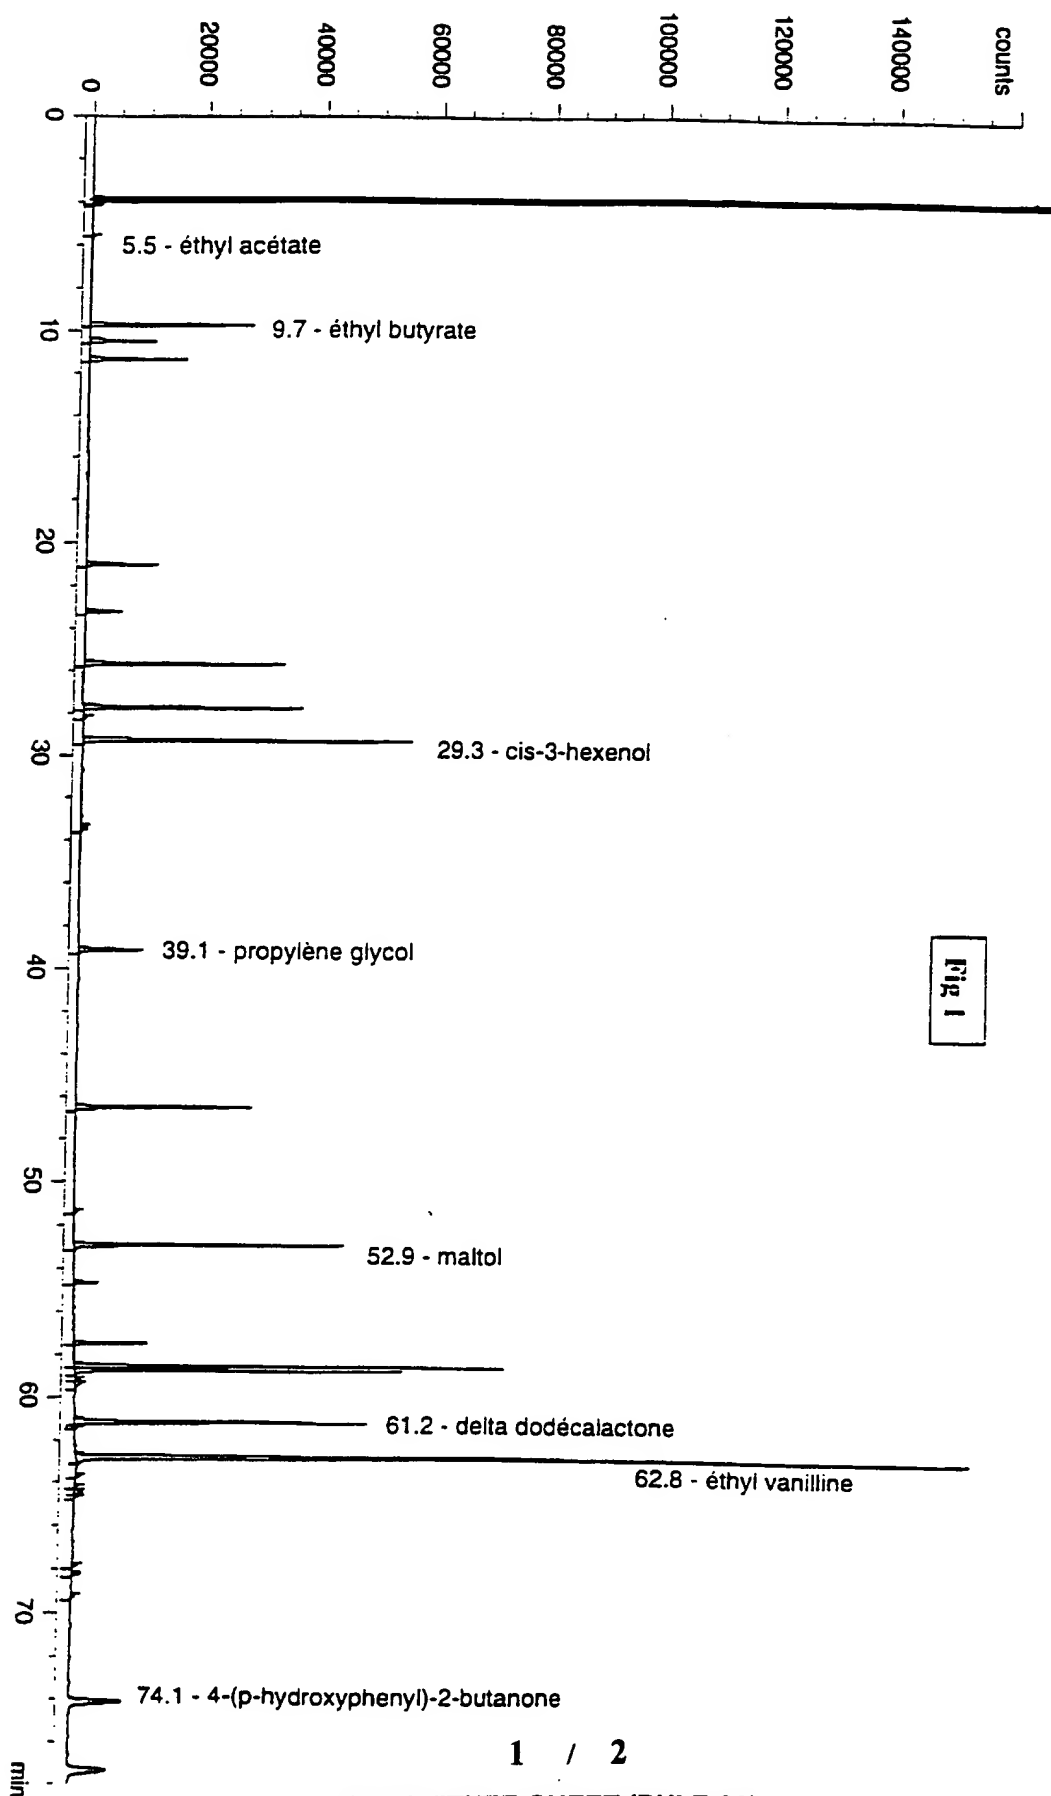 counts
140000
120000
100000
80000
60000
40000
20000
0
0
5.5 - éthyl acétate
10
9.7 - éthyl butyrate
20
30
29.3 - cis-3-hexenol
Fig 1
40
39.1 - propylène glycol
50
52.9 - maltol
60
61.2 - delta dodécalactone
62.8 - éthyl vanilline
70
74.1 - 4-(p-hydroxyphenyl)-2-butanone
min
1 / 2